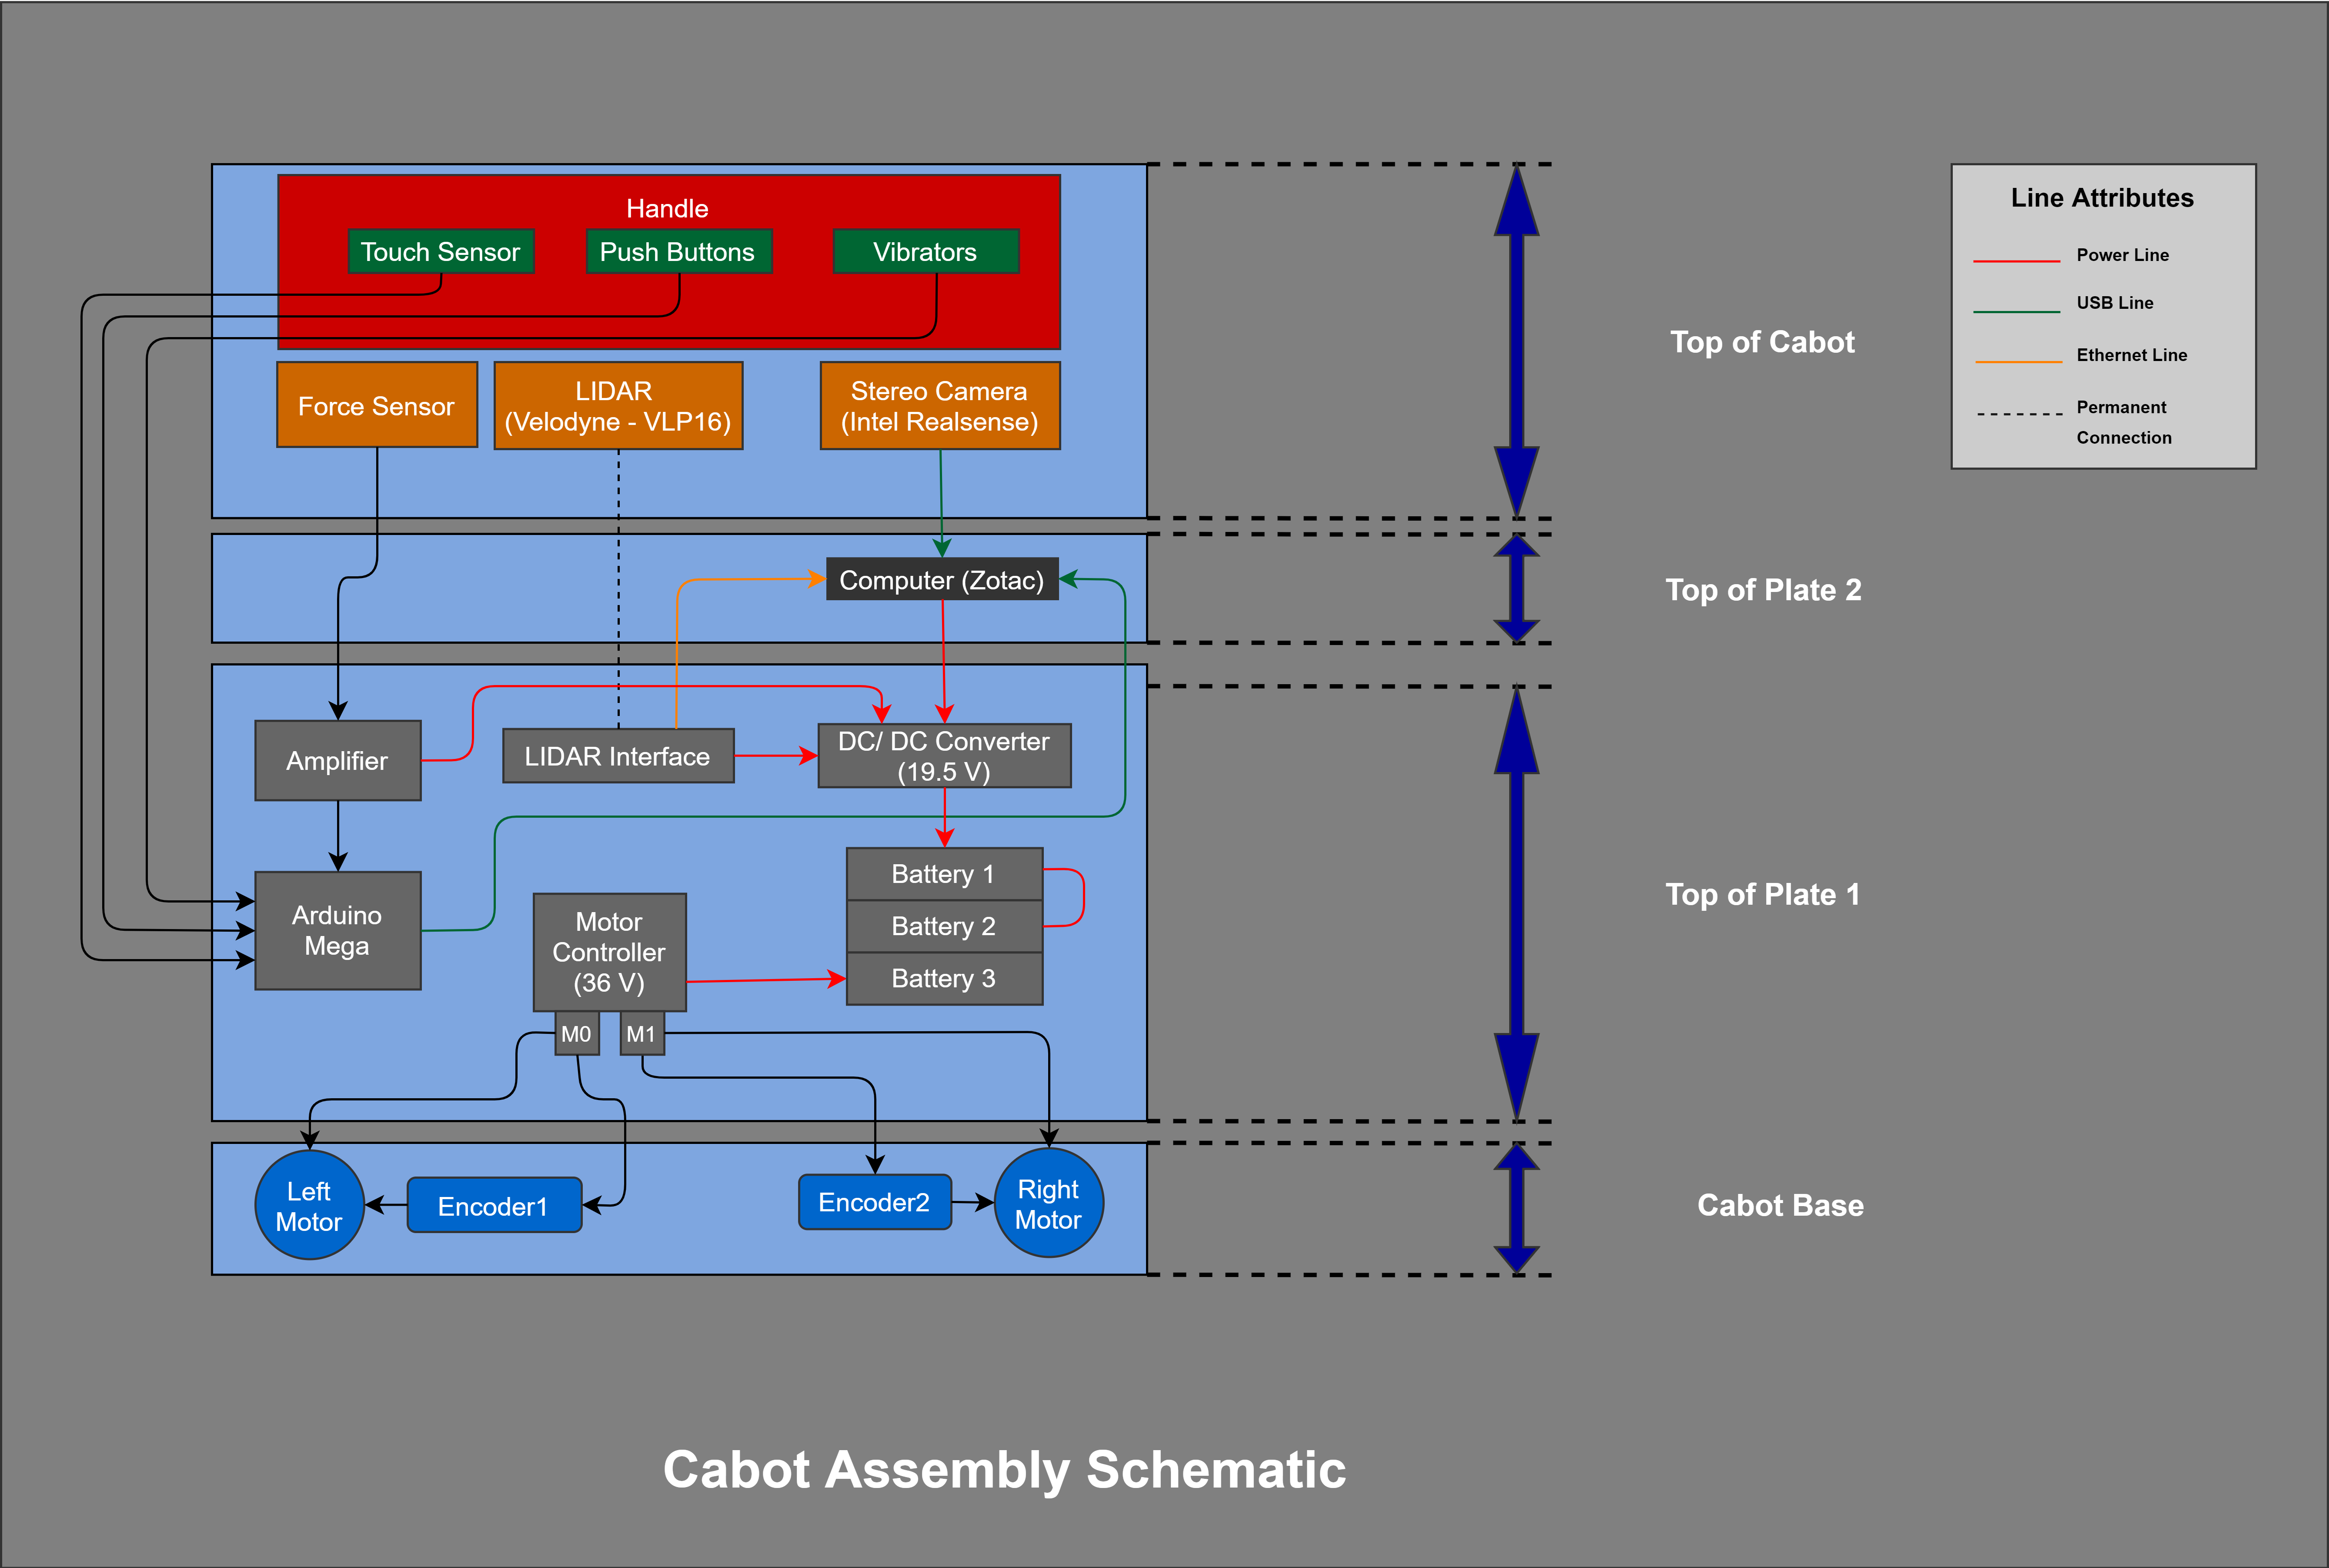 Handle
Touch Sensor
Push Buttons
Vibrators
Force Sensor
LIDAR
(Velodyne - VLP16)
Stereo Camera
(Intel Realsense)
Top of Cabot
Line Attributes
Power Line
USB Line
Ethernet Line
Permanent
Connection
Computer (Zotac)
Top of Plate 2
Amplifier
LIDAR Interface
DC/ DC Converter
(19.5 V)
Arduino
Mega
Motor
Controller
(36 V)
M0
M1
Battery 1
Battery 2
Battery 3
Top of Plate 1
Left
Motor
Encoder1
Encoder2
Right
Motor
Cabot Base
Cabot Assembly Schematic